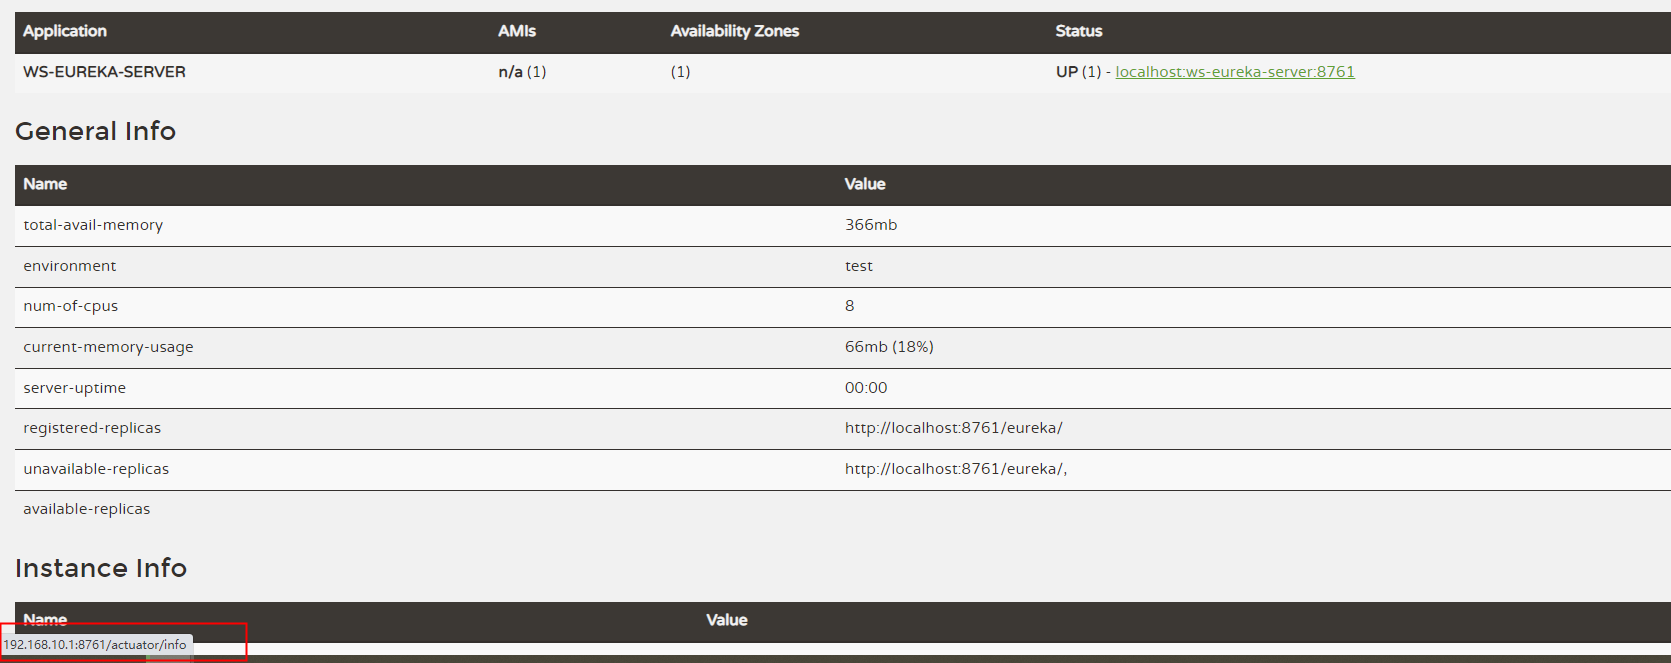 Application AMIs Availability Zones Status
WS-EUREKA-SERVER n/a (1) (1) UP (1) - localhost:ws-eureka-server:8761
General Info
Name Value
total-avail-memory 366mb
environment test
num-of-cpus 8
current-memory-usage 66mb (18%)
server-uptime 00:00
registered-replicas http://localhost:8761/eureka/
unavailable-replicas http://localhost:8761/eureka/,
available-replicas
Instance Info
Name Value
192.168.10.1:8761/actuator/info